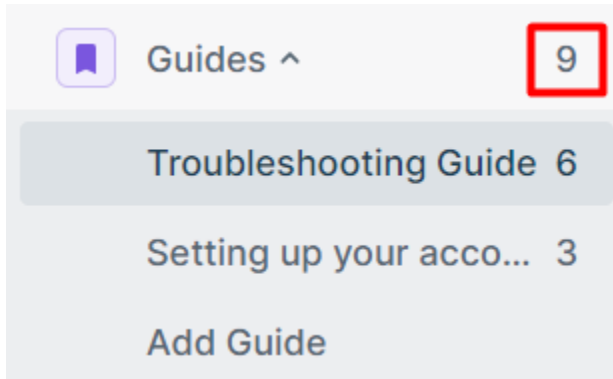 Guides 9
Troubleshooting Guide 6
Setting up your acco... 3
Add Guide